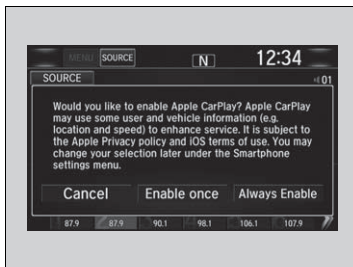 MENU SOURCE N 12:34
SOURCE 01
Would you like to enable Apple CarPlay? Apple CarPlay
may use some user and vehicle information (e.g.
location and speed) to enhance service. It is subject to
the Apple Privacy policy and iOS terms of use. You may
change your selection later under the Smartphone
settings menu.
Cancel Enable once Always Enable
87.9 87.9 90.1 98.1 106.1 107.9